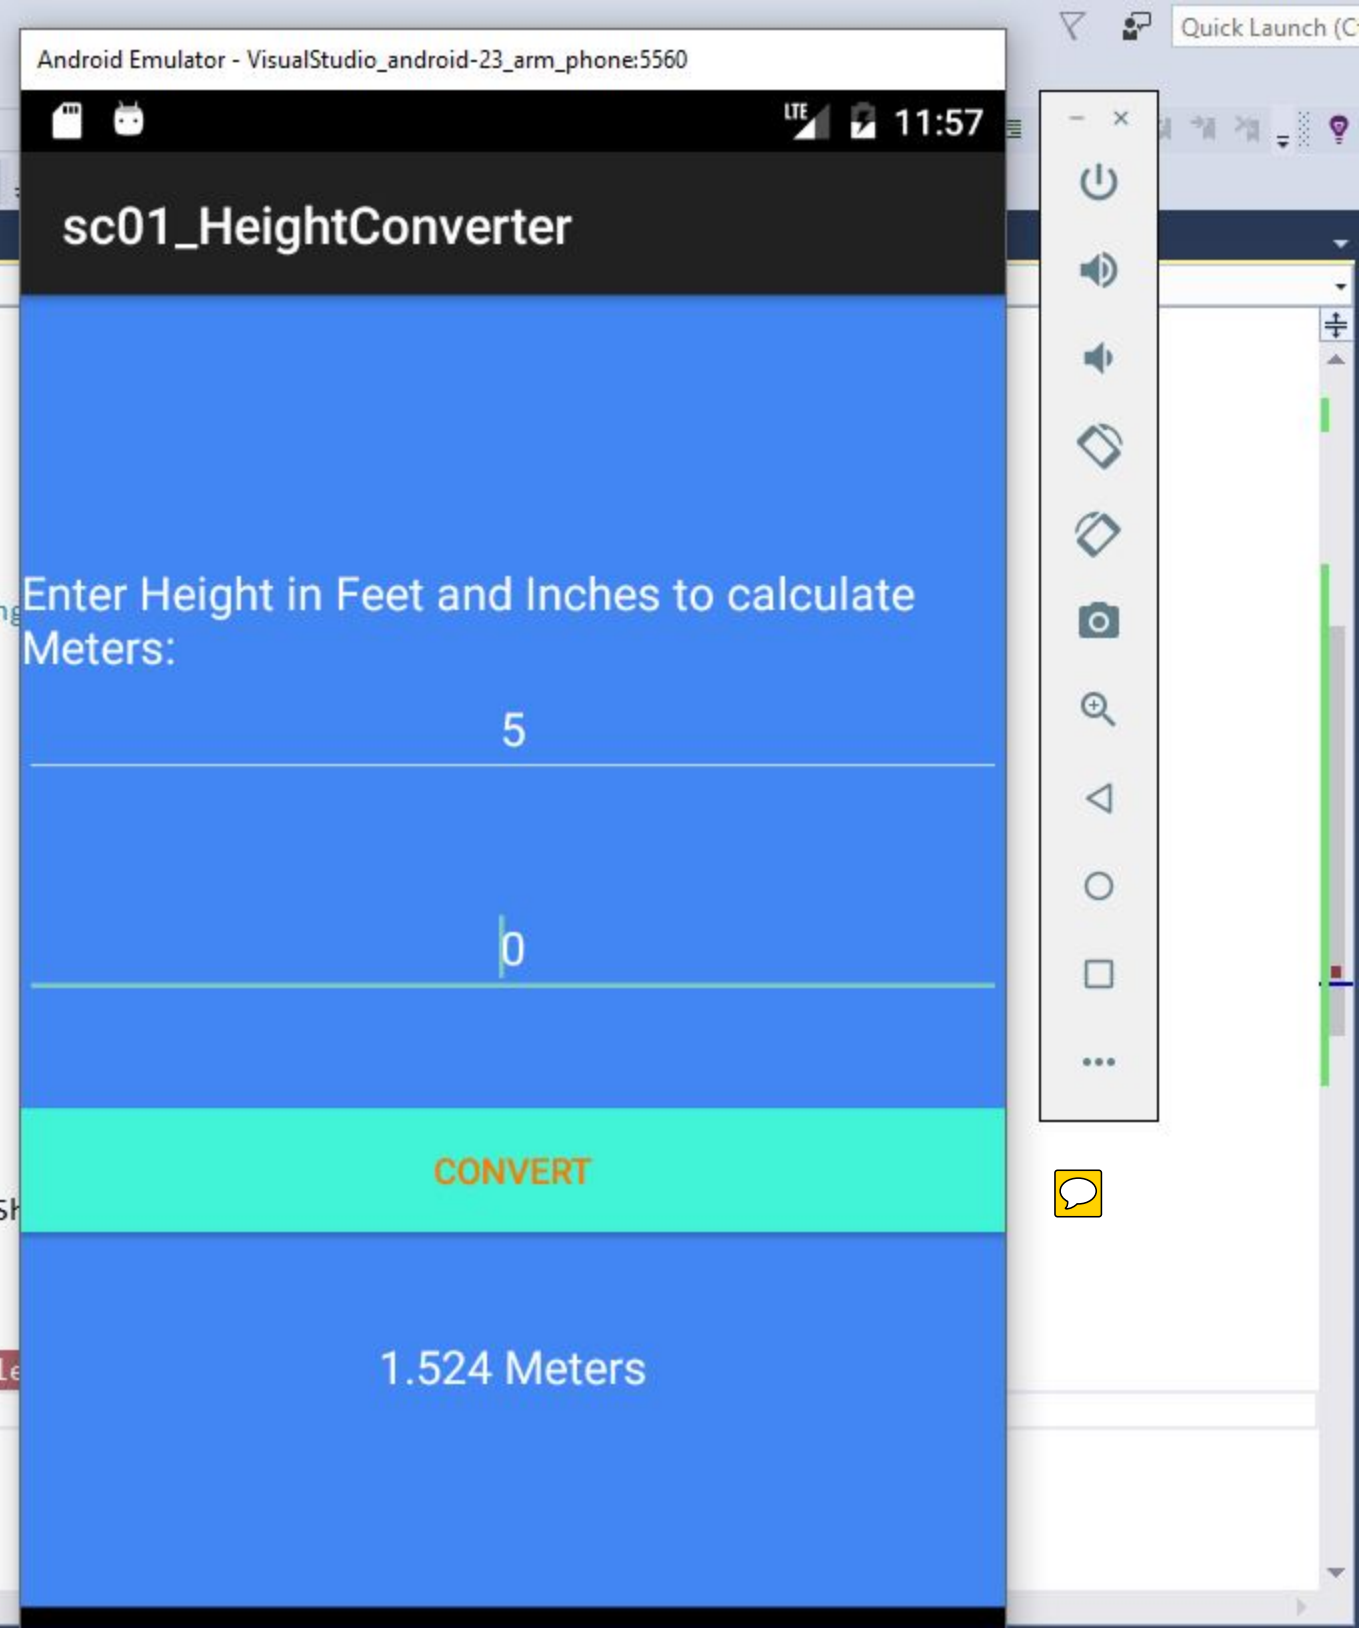 Quick Launch (C
Android Emulator - VisualStudio_android-23_arm_phone:5560
LTE 11:57
sc01_HeightConverter
Enter Height in Feet and Inches to calculate
Meters:
5
0
CONVERT
1.524 Meters